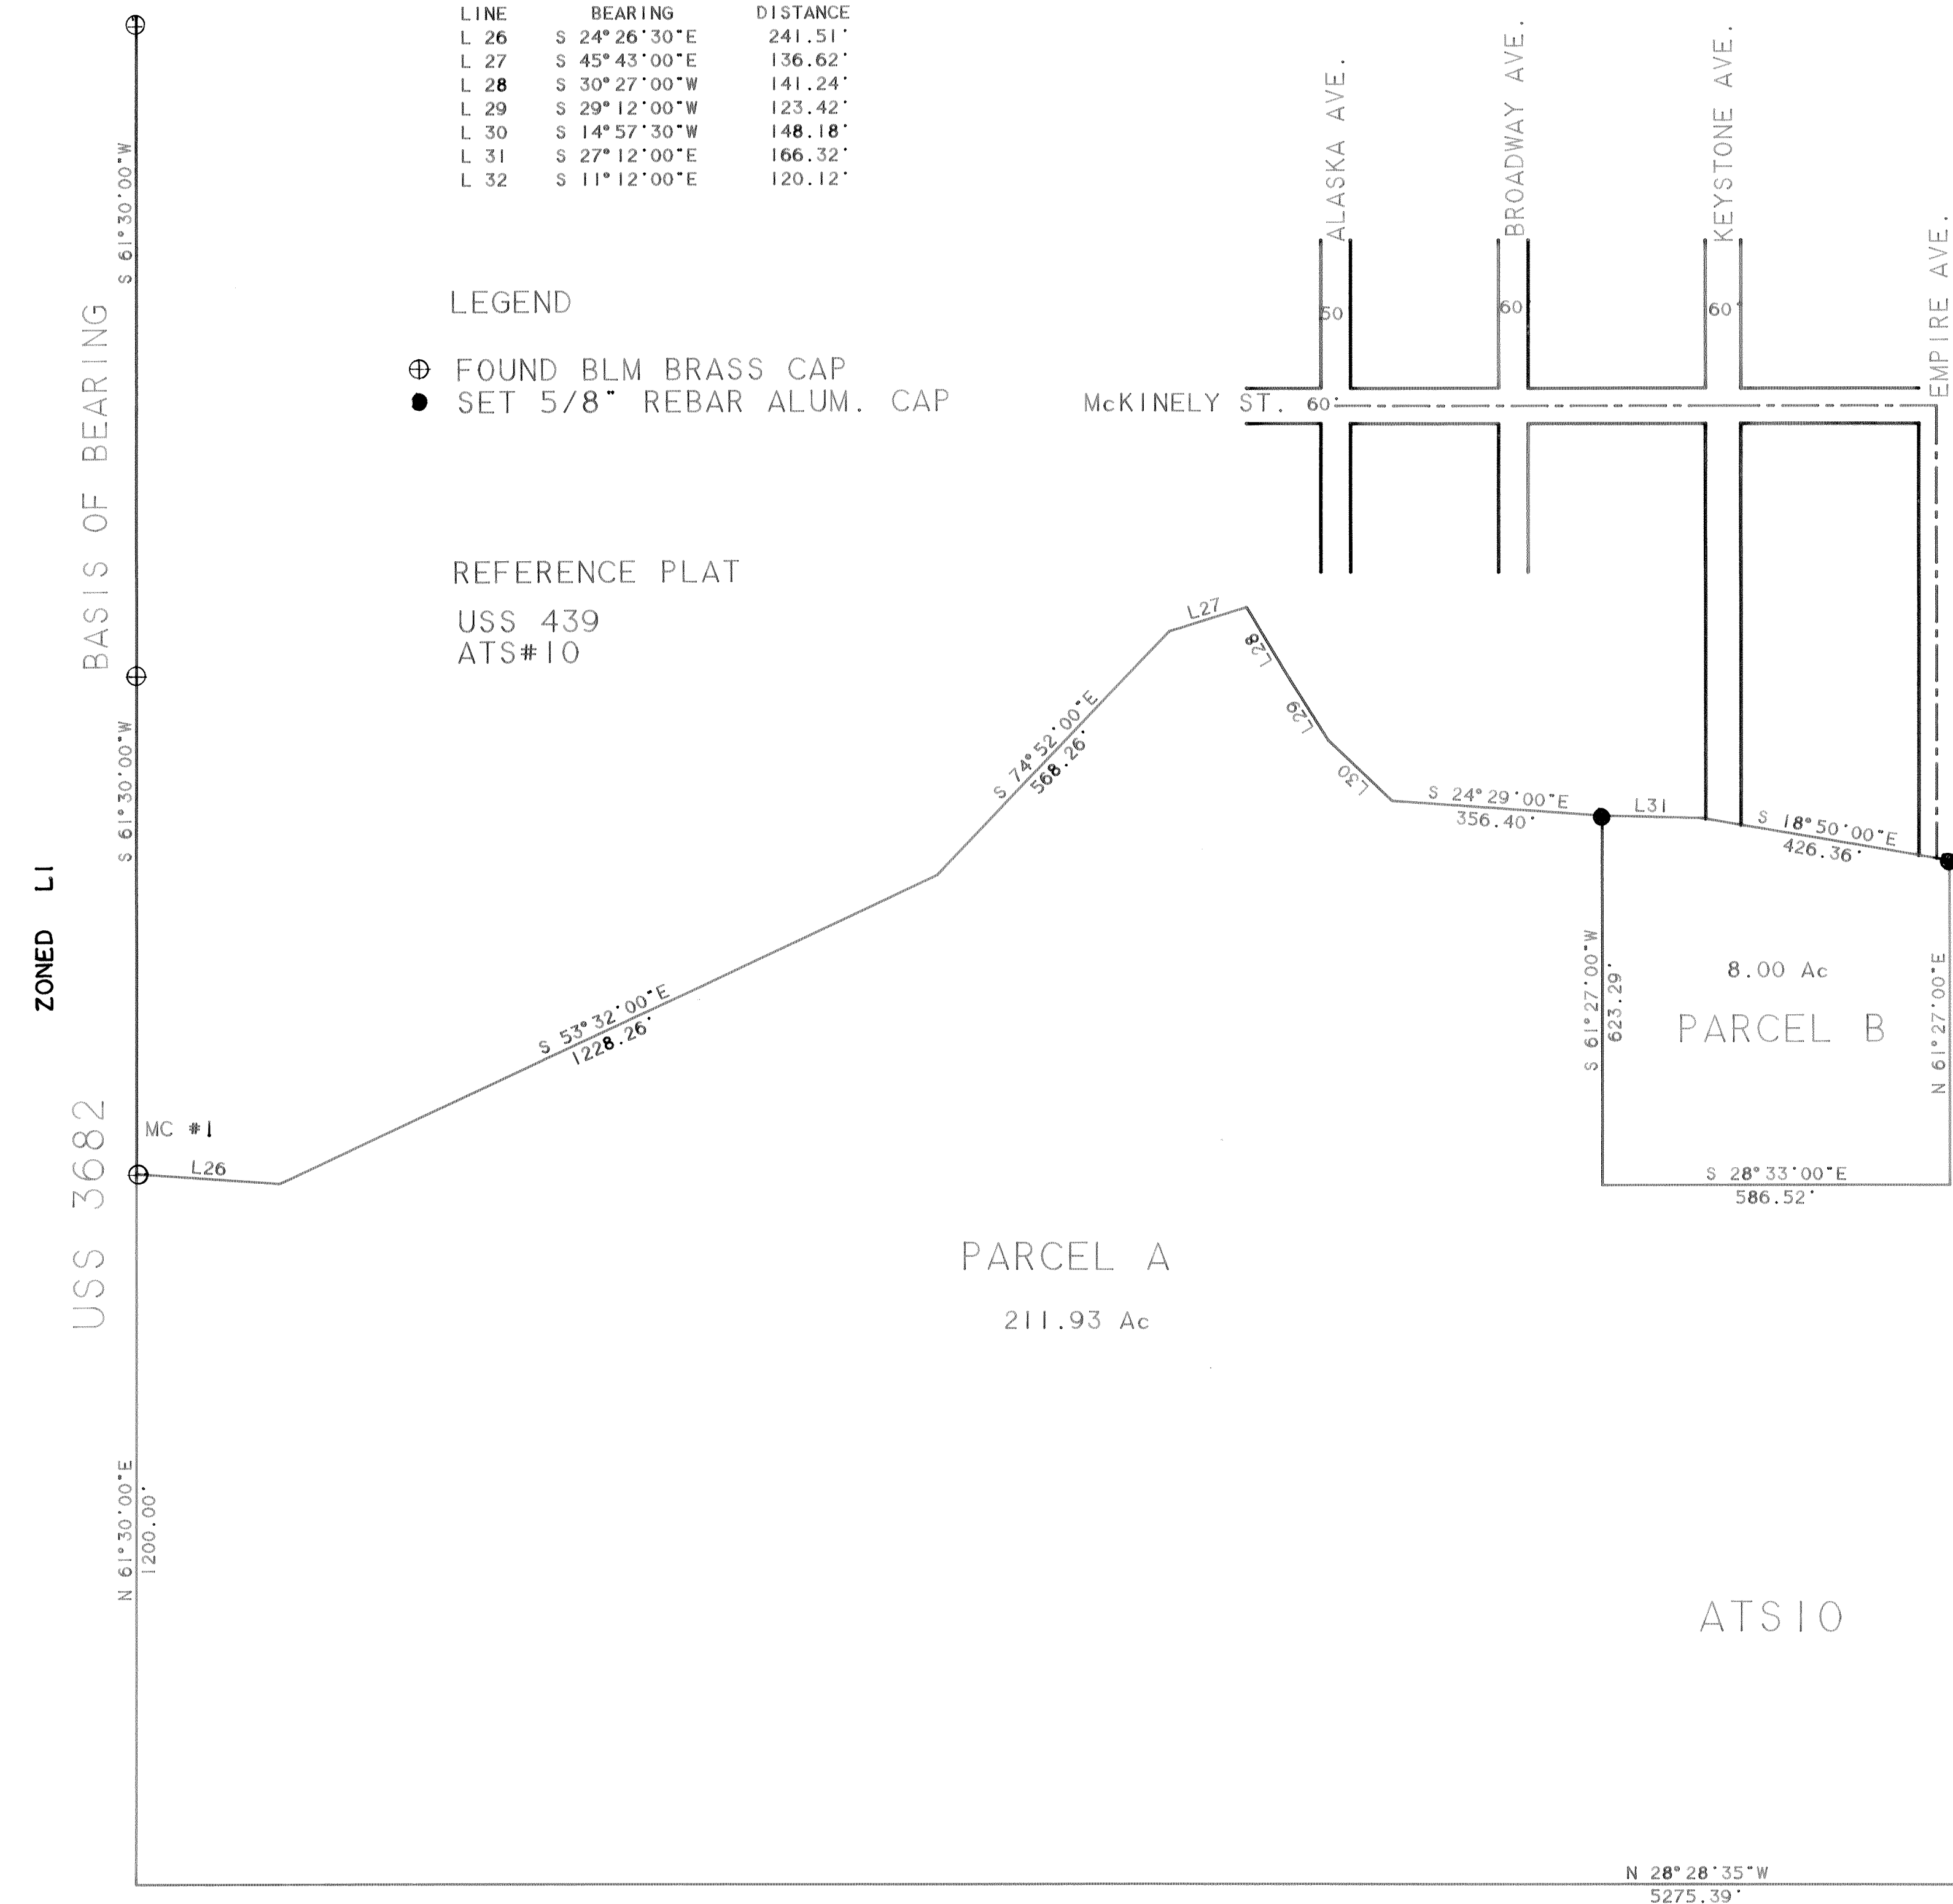 LINE BEARING DISTANCE
L 26 S 24°26'30"E 241.51'
L 27 S 45°43'00"E 136.62'
L 28 S 30°27'00"W 141.24'
L 29 S 29°12'00"W 123.42'
L 30 S 14°57'30"W 148.18'
L 31 S 27°12'00"E 166.32'
L 32 S 11°12'00"E 120.12'
ALASKA AVE.
BROADWAY AVE.
KEYSTONE AVE.
EMPIRE AVE.
S 61°30'00"W
BASIS OF BEARING
LEGEND
FOUND BLM BRASS CAP
SET 5/8" REBAR ALUM. CAP
60'
60'
McKINELY ST. 60'
REFERENCE PLAT
USS 439
ATS#10
L27
L28
L29
L30
S 74°52'00"E
568.26'
S 61°30'00"W
S 24°29'00"E
356.40'
L31
S 18°50'00"E
426.36'
ZONED LI
S 53°32'00"E
1228.26'
S 61°27'00"W
623.29'
8.00 Ac
PARCEL B
N 61°27'00"E
MC #1
L26
USS 3682
S 28°33'00"E
586.52'
PARCEL A
211.93 Ac
N 61°30'00"E
1200.00'
ATS10
N 28°28'35"W
5275.39'